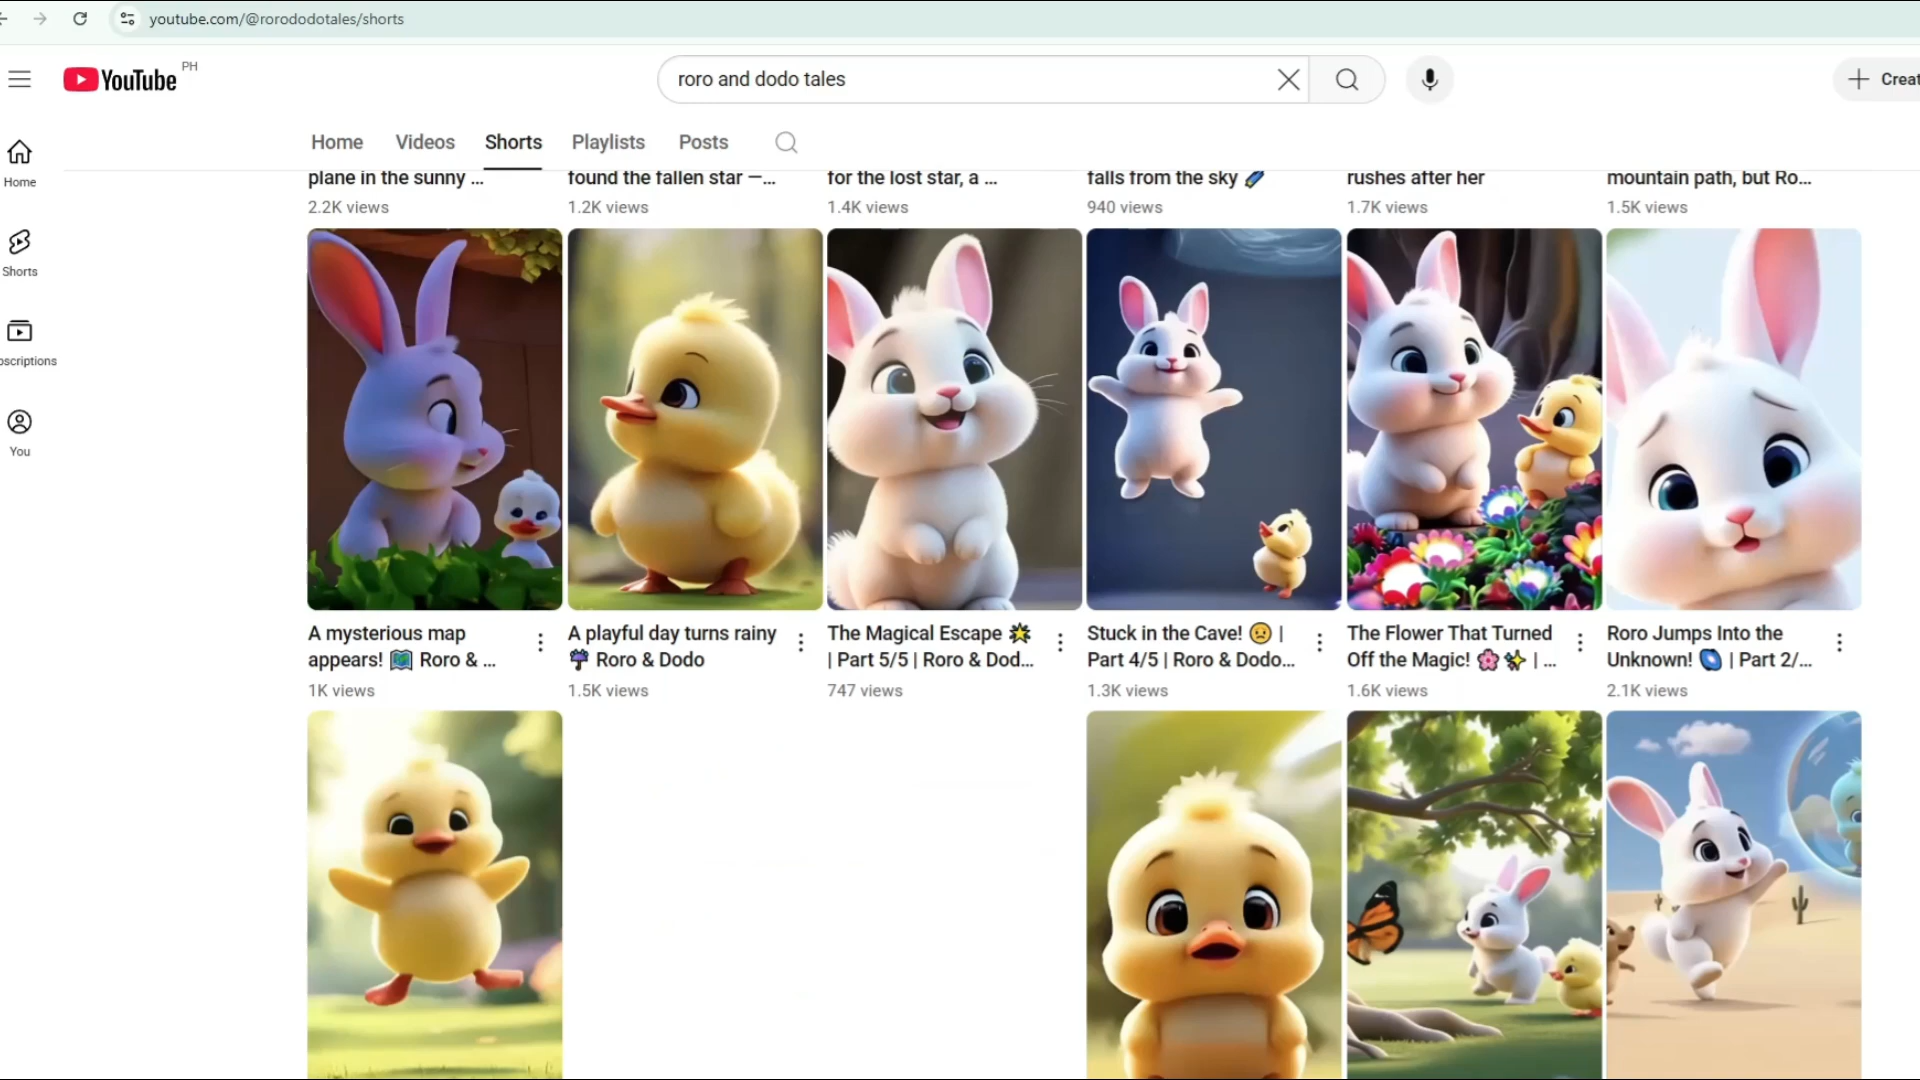 youtube.com/@rorododotales/shorts
YouTube PH
roro and dodo tales
Creat
Home Videos Shorts Playlists Posts
Home
Shorts
oscriptions
You
plane in the sunny ...
2.2K views
found the fallen star —...
1.2K views
for the lost star, a ...
1.4K views
falls from the sky
940 views
rushes after her
1.7K views
mountain path, but Ro...
1.5K views
A mysterious map
appears! 🗺️ Roro & ...
1K views
A playful day turns rainy
☔ Roro & Dodo
1.5K views
The Magical Escape 🌟
| Part 5/5 | Roro & Dod...
747 views
Stuck in the Cave! 😟 |
Part 4/5 | Roro & Dodo...
1.3K views
The Flower That Turned
Off the Magic! 🌸✨ | ...
1.6K views
Roro Jumps Into the
Unknown! 🌀 | Part 2/...
2.1K views